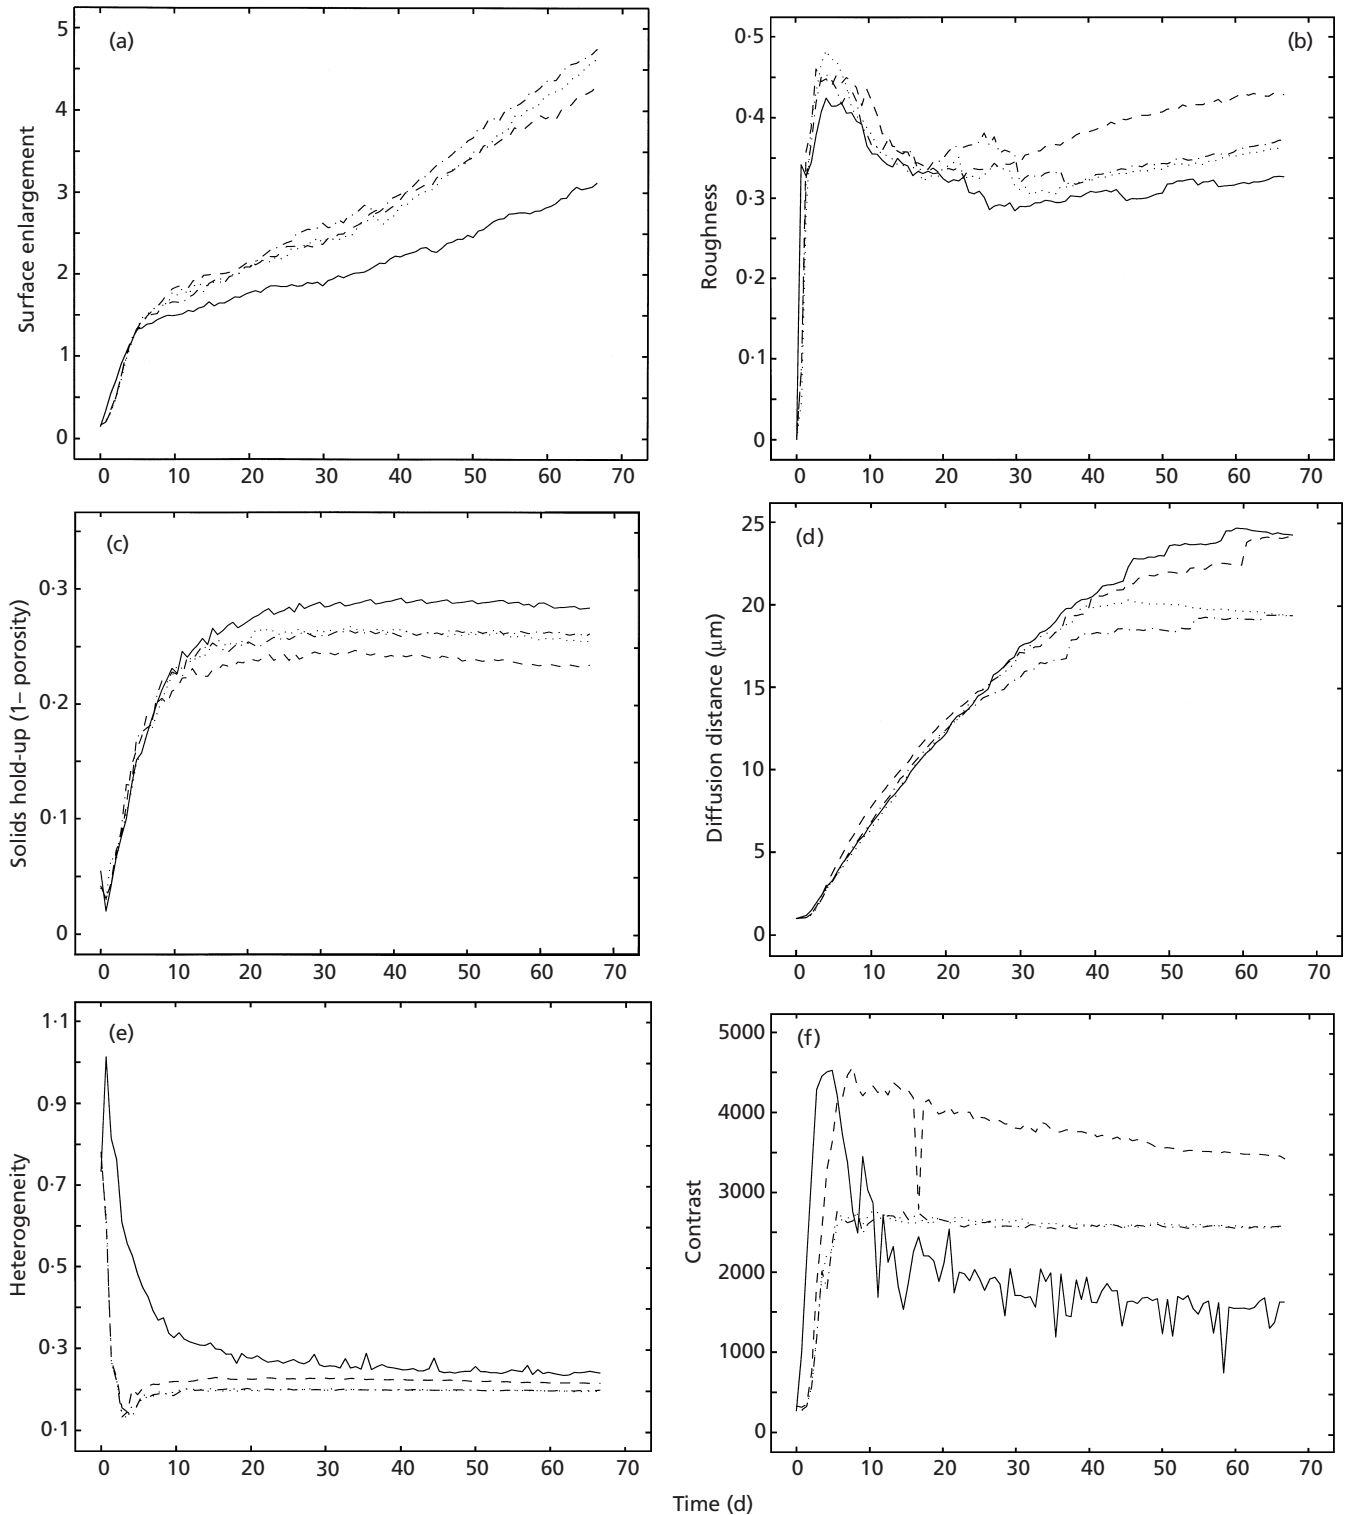 (a)
Surface enlargement
5
4
3
2
1
0
0 10 20 30 40 50 60 70
(b)
Roughness
0·5
0·4
0·3
0·2
0·1
0
0 10 20 30 40 50 60 70
(c)
Solids hold-up (1– porosity)
0·3
0·2
0·1
0
0 10 20 30 40 50 60 70
(d)
Diffusion distance (μm)
25
20
15
10
5
0
0 10 20 30 40 50 60 70
(e)
Heterogeneity
1·1
0·9
0·7
0·5
0·3
0·1
0 10 20 30 40 50 60 70
(f)
Contrast
5000
4000
3000
2000
1000
0
0 10 20 30 40 50 60 70
Time (d)